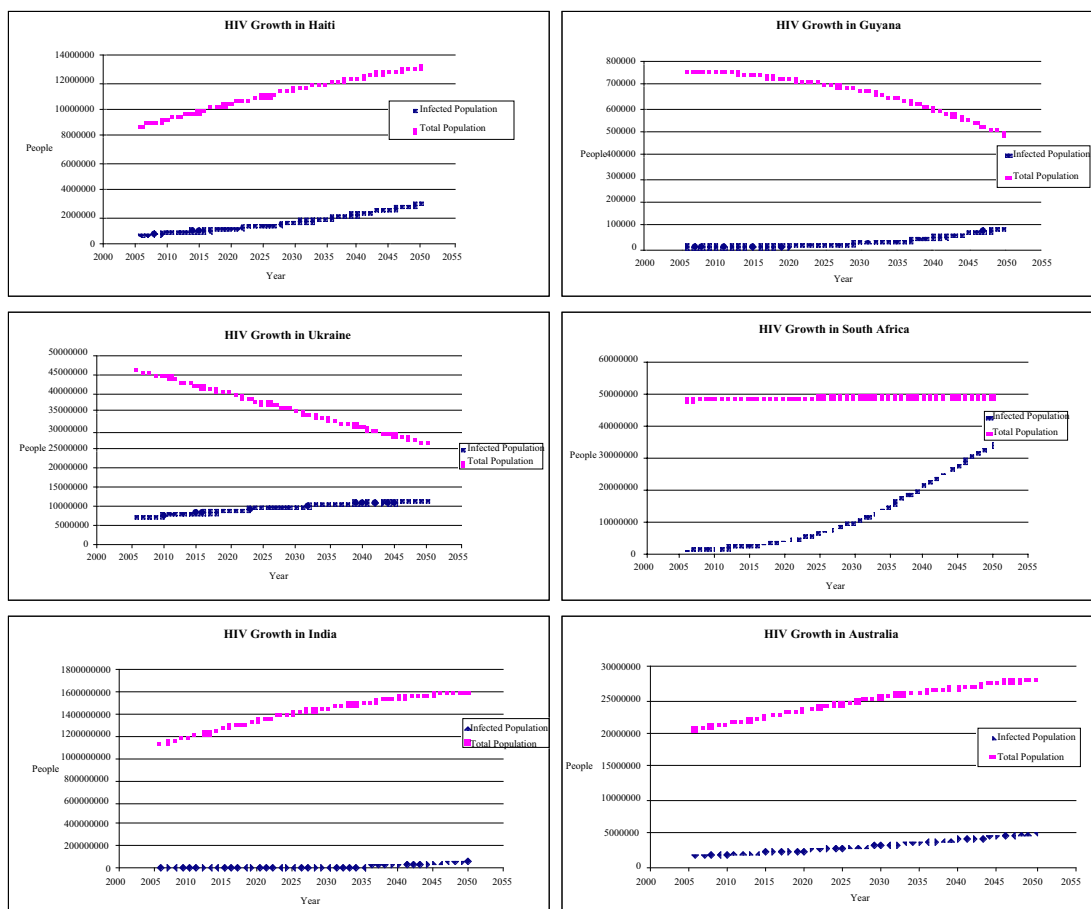 HIV Growth in Haiti
14000000
12000000
10000000
8000000
People
6000000
4000000
2000000
0
2000 2005 2010 2015 2020 2025 2030 2035 2040 2045 2050 2055
Year
Infected Population
Total Population
HIV Growth in Guyana
800000
700000
600000
500000
People 400000
300000
200000
100000
0
2000 2005 2010 2015 2020 2025 2030 2035 2040 2045 2050 2055
Year
Infected Population
Total Population
HIV Growth in Ukraine
50000000
45000000
40000000
35000000
30000000
People 25000000
20000000
15000000
10000000
5000000
0
2000 2005 2010 2015 2020 2025 2030 2035 2040 2045 2050 2055
Year
Infected Population
Total Population
HIV Growth in South Africa
60000000
50000000
40000000
People 30000000
20000000
10000000
0
2000 2005 2010 2015 2020 2025 2030 2035 2040 2045 2050 2055
Year
Infected Population
Total Population
HIV Growth in India
1800000000
1600000000
1400000000
1200000000
1000000000
People
800000000
600000000
400000000
200000000
0
2000 2005 2010 2015 2020 2025 2030 2035 2040 2045 2050 2055
Year
Infected Population
Total Population
HIV Growth in Australia
30000000
25000000
20000000
People 15000000
10000000
5000000
0
2000 2005 2010 2015 2020 2025 2030 2035 2040 2045 2050 2055
Year
Infected Population
Total Population